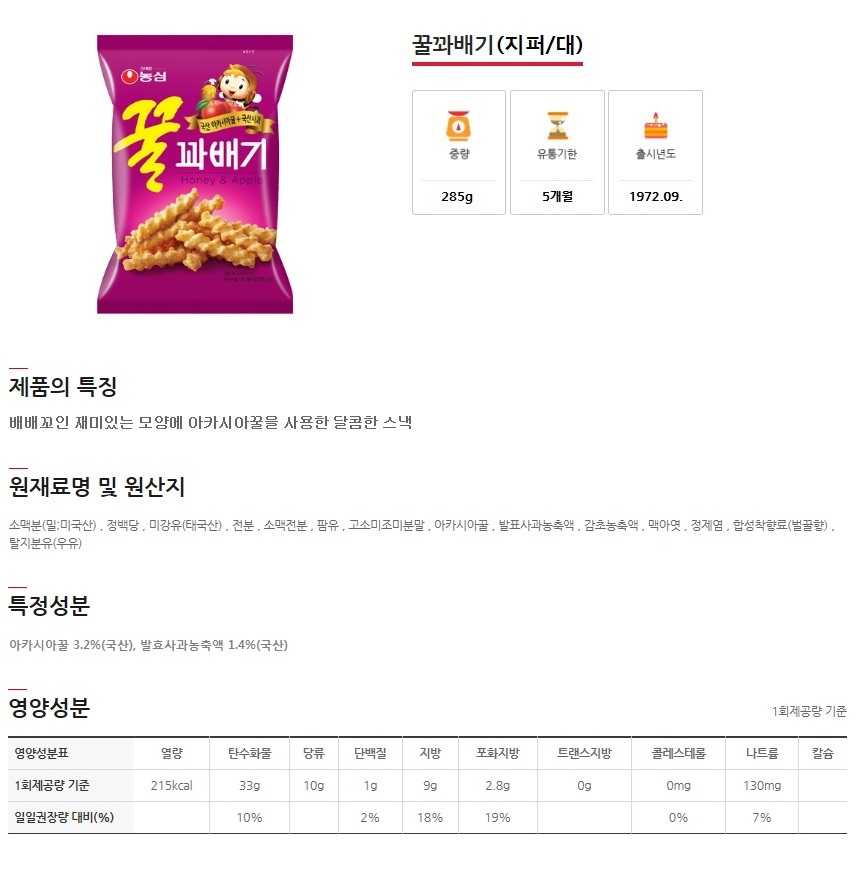 꿀꽈배기(지퍼/대)
농심
국산 아카시아꿀+국산사과
꿀
꽈배기
Honey & Apple
중량
유통기한
출시년도
285g
5개월
1972.09.
제품의 특징
배배꼬인 재미있는 모양에 아카시아꿀을 사용한 달콤한 스낵
원재료명 및 원산지
소맥분(밀;미국산) , 정백당 , 미강유(태국산) , 전분 , 소맥전분 , 팜유 , 고소미조미분말 , 아카시아꿀 , 발표사과농축액 , 감초농축액 , 맥아엿 , 정제염 , 합성착향료(벌꿀향) ,
탈지분유(우유)
특정성분
아카시아꿀 3.2%(국산), 발효사과농축액 1.4%(국산)
영양성분
1회제공량 기준
영양성분표 열량 탄수화물 당류 단백질 지방 포화지방 트랜스지방 콜레스테롤 나트륨 칼슘
1회제공량 기준 215kcal 33g 10g 1g 9g 2.8g 0g 0mg 130mg
일일권장량 대비(%) 10% 2% 18% 19% 0% 7%